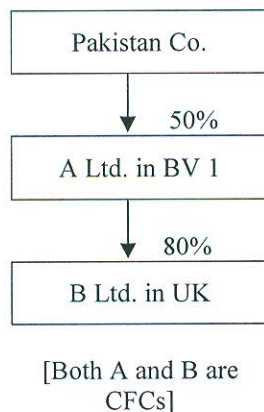 Pakistan Co.
50%
A Ltd. in BV 1
80%
B Ltd. in UK
[Both A and B are
CFCs]